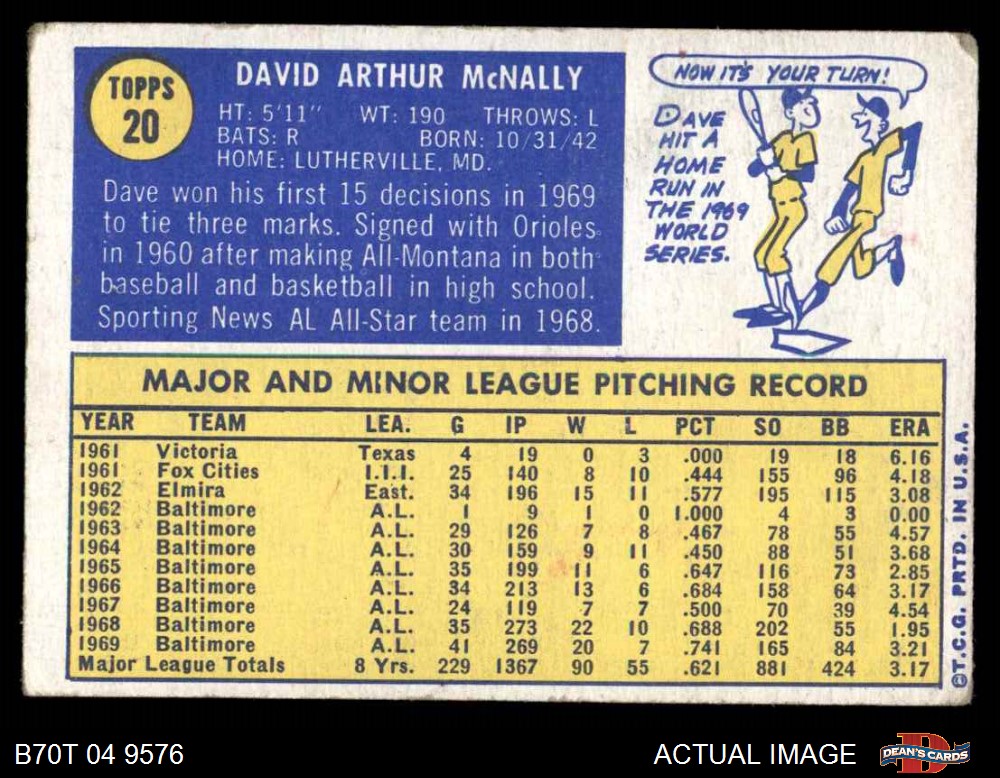 TOPPS
20
DAVID ARTHUR McNALLY
HT: 5'11" WT: 190 THROWS: L
BATS: R BORN: 10/31/42
HOME: LUTHERVILLE, MD.
Dave won his first 15 decisions in 1969
to tie three marks. Signed with Orioles
in 1960 after making All-Montana in both
baseball and basketball in high school.
Sporting News AL All-Star team in 1968.
NOW IT'S YOUR TURN!
DAVE
HIT A
HOME
RUN IN
THE 1969
WORLD
SERIES.
MAJOR AND MINOR LEAGUE PITCHING RECORD
YEAR TEAM LEA. G IP W L PCT SO BB ERA
1961 Victoria Texas 4 19 0 3 .000 19 18 6.16
1961 Fox Cities I.I.I. 25 140 8 10 .444 155 96 4.18
1962 Elmira East. 34 196 15 11 .577 195 115 3.08
1962 Baltimore A.L. 1 9 1 0 1.000 4 3 0.00
1963 Baltimore A.L. 29 126 7 8 .467 78 55 4.57
1964 Baltimore A.L. 30 159 9 11 .450 88 51 3.68
1965 Baltimore A.L. 35 199 11 6 .647 116 73 2.85
1966 Baltimore A.L. 34 213 13 6 .684 158 64 3.17
1967 Baltimore A.L. 24 119 7 7 .500 70 39 4.54
1968 Baltimore A.L. 35 273 22 10 .688 202 55 1.95
1969 Baltimore A.L. 41 269 20 7 .741 165 84 3.21
Major League Totals 8 Yrs. 229 1367 90 55 .621 881 424 3.17
©T.C.G. PRTD. IN U.S.A.
B70T 04 9576
ACTUAL IMAGE
D
DEAN'S CARDS